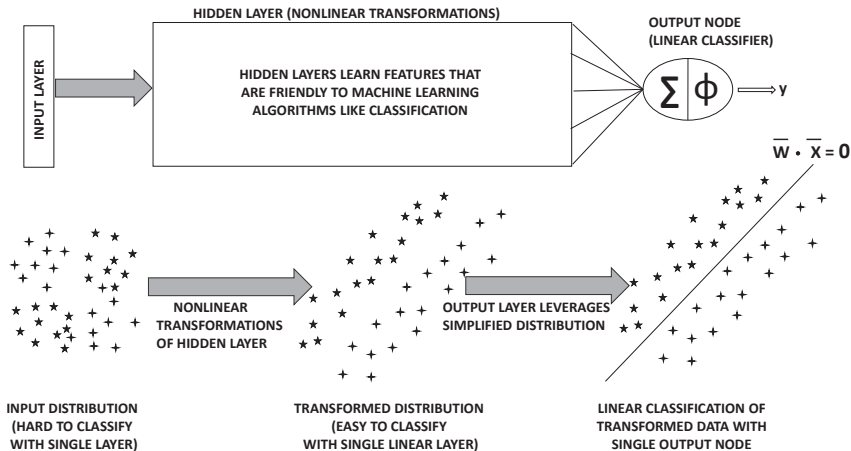 HIDDEN LAYER (NONLINEAR TRANSFORMATIONS)
INPUT LAYER
HIDDEN LAYERS LEARN FEATURES THAT
ARE FRIENDLY TO MACHINE LEARNING
ALGORITHMS LIKE CLASSIFICATION
OUTPUT NODE
(LINEAR CLASSIFIER)
∑ ϕ
y
W̅ · X̅ = 0
NONLINEAR
TRANSFORMATIONS
OF HIDDEN LAYER
OUTPUT LAYER LEVERAGES
SIMPLIFIED DISTRIBUTION
INPUT DISTRIBUTION
(HARD TO CLASSIFY
WITH SINGLE LAYER)
TRANSFORMED DISTRIBUTION
(EASY TO CLASSIFY
WITH SINGLE LINEAR LAYER)
LINEAR CLASSIFICATION OF
TRANSFORMED DATA WITH
SINGLE OUTPUT NODE